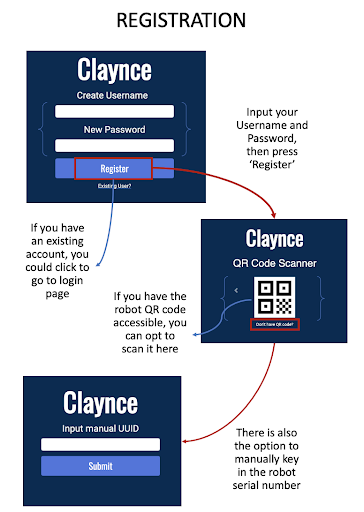 REGISTRATION
Claynce
Create Username
New Password
Register
Existing User?
Input your
Username and
Password,
then press
‘Register’
If you have
an existing
account, you
could click to
go to login
page
Claynce
QR Code Scanner
Don't have QR code?
If you have the
robot QR code
accessible, you
can opt to
scan it here
Claynce
Input manual UUID
Submit
There is also
the option to
manually key
in the robot
serial number